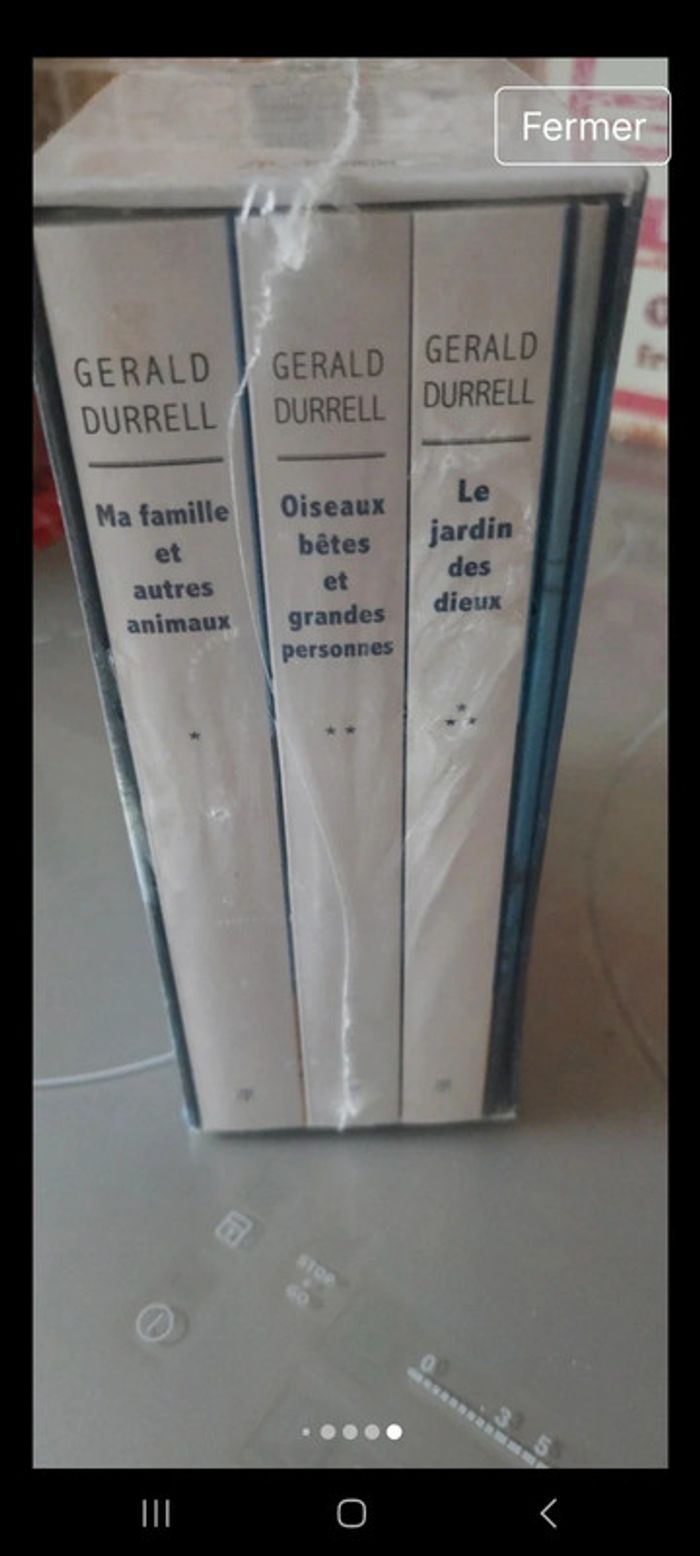 Fermer
GERALD
DURRELL
Ma famille
et
autres
animaux
*
GERALD
DURRELL
Oiseaux
bêtes
et
grandes
personnes
* *
GERALD
DURRELL
Le
jardin
des
dieux
*
* *
STOP
GO
0 3 5